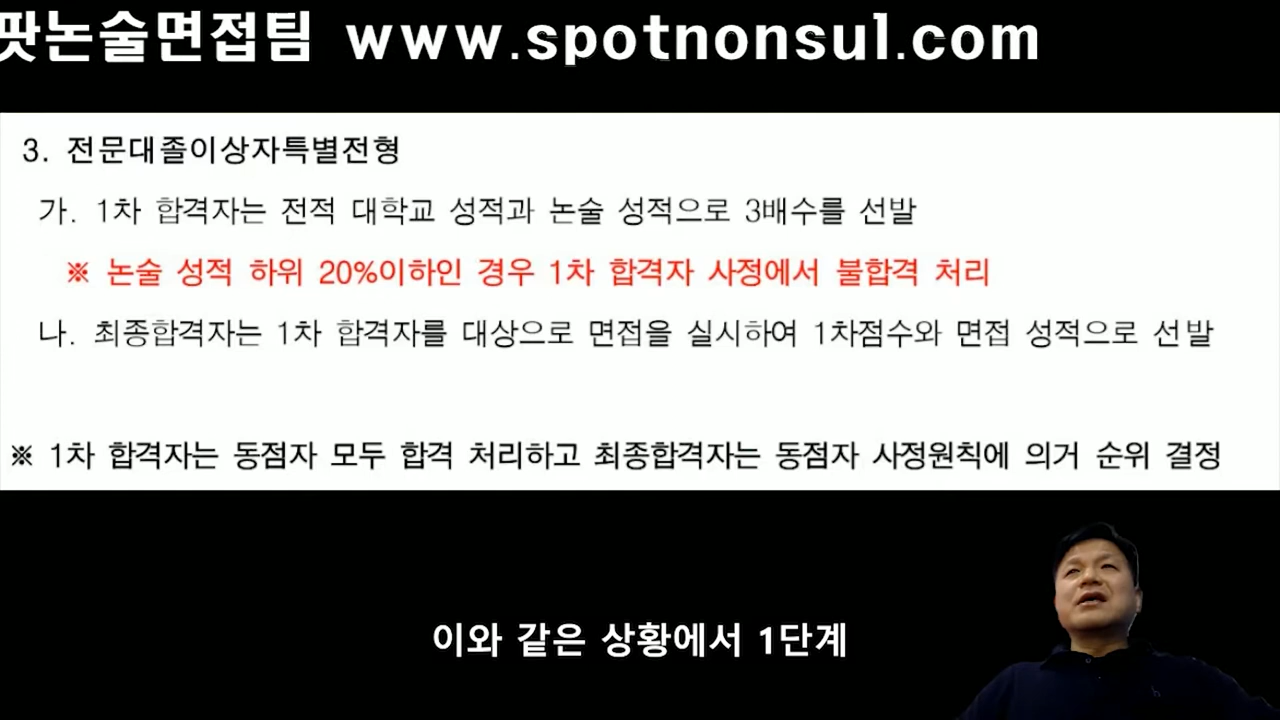 팟논술면접팀 www.spotnonsul.com
3. 전문대졸이상자특별전형
가. 1차 합격자는 전적 대학교 성적과 논술 성적으로 3배수를 선발
※ 논술 성적 하위 20%이하인 경우 1차 합격자 사정에서 불합격 처리
나. 최종합격자는 1차 합격자를 대상으로 면접을 실시하여 1차점수와 면접 성적으로 선발
※ 1차 합격자는 동점자 모두 합격 처리하고 최종합격자는 동점자 사정원칙에 의거 순위 결정
이와 같은 상황에서 1단계